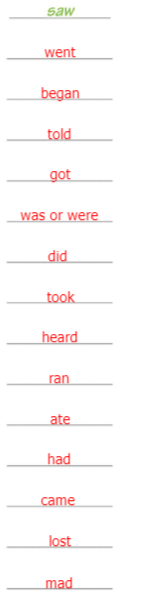 saw
went
began
told
got
was or were
did
took
heard
ran
ate
had
came
lost
mad